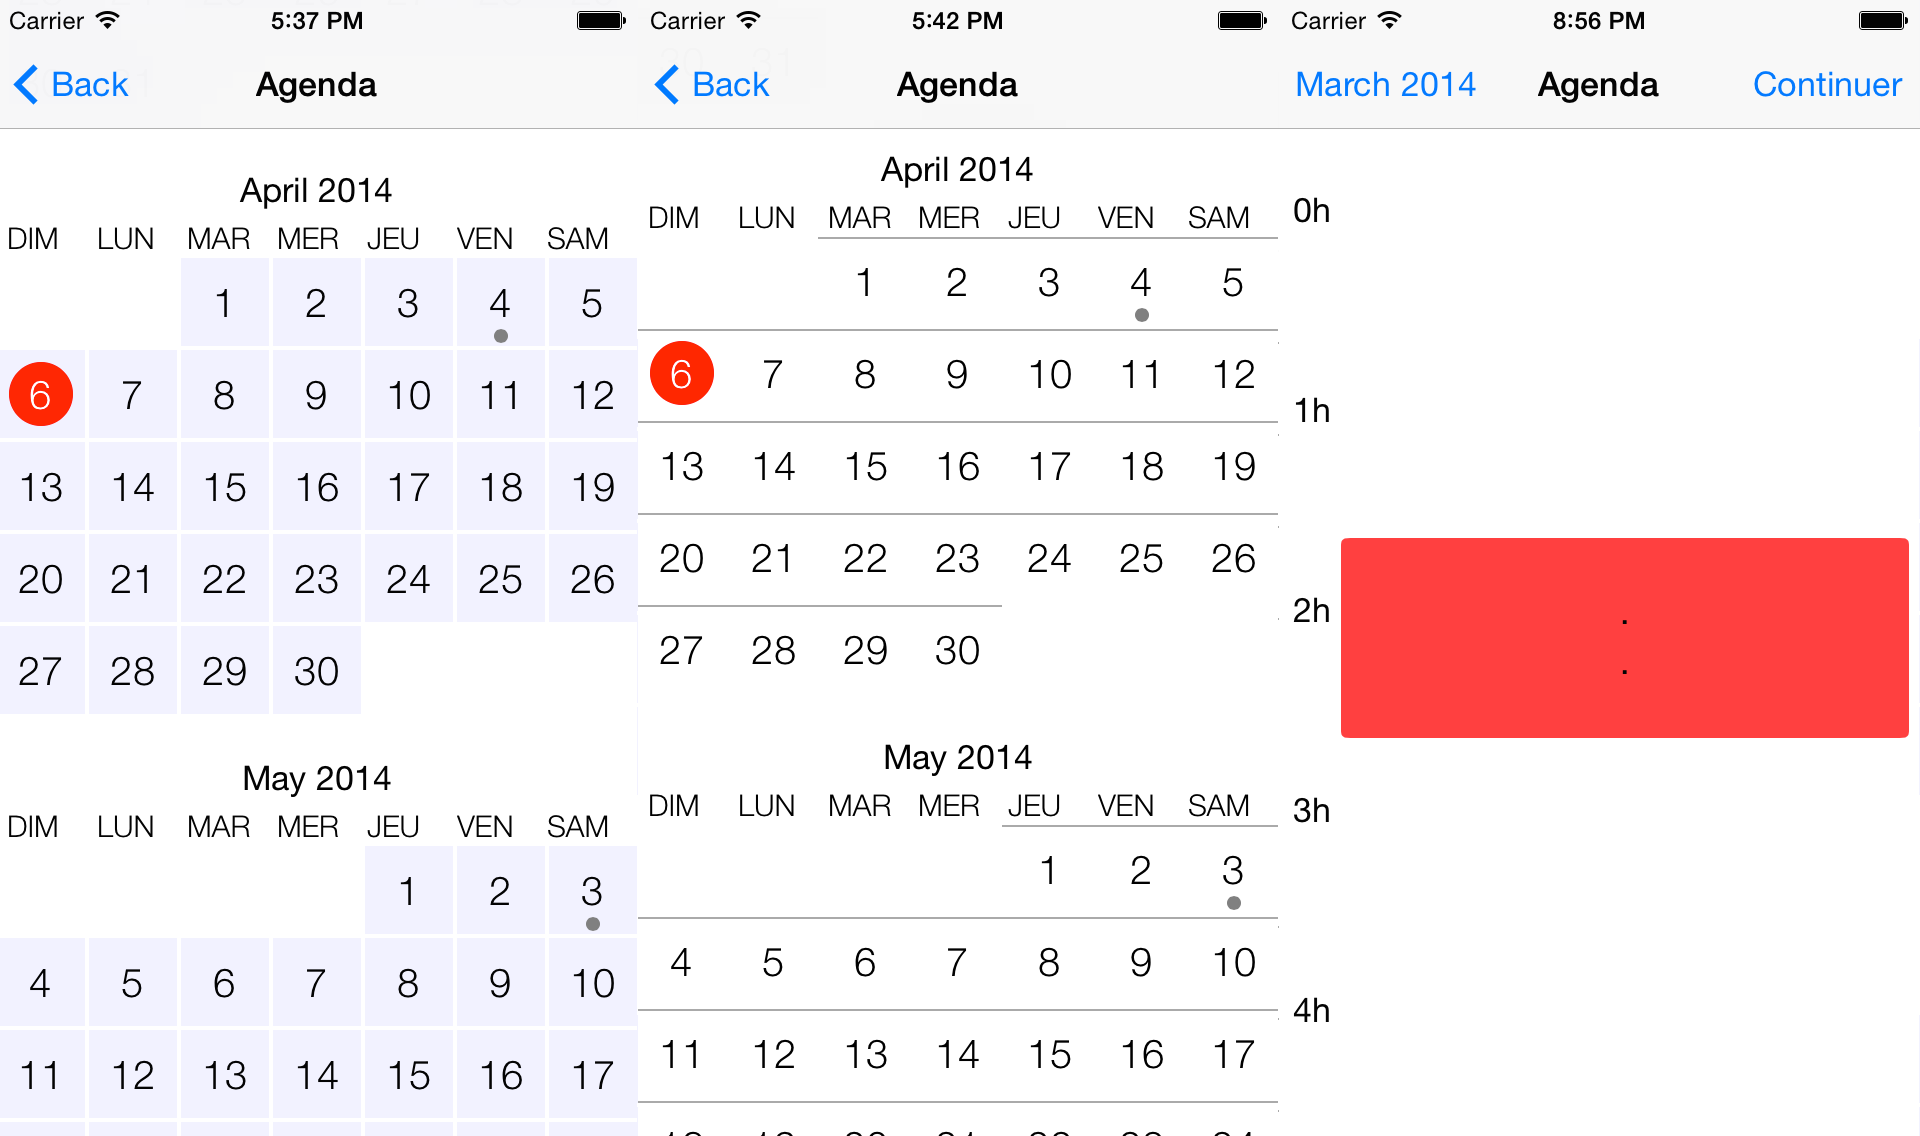 Carrier 5:37 PM
Back Agenda
April 2014
DIM LUN MAR MER JEU VEN SAM
1 2 3 4 5
6 7 8 9 10 11 12
13 14 15 16 17 18 19
20 21 22 23 24 25 26
27 28 29 30
May 2014
DIM LUN MAR MER JEU VEN SAM
1 2 3
4 5 6 7 8 9 10
11 12 13 14 15 16 17
Carrier 5:42 PM
Back Agenda
April 2014
DIM LUN MAR MER JEU VEN SAM
1 2 3 4 5
6 7 8 9 10 11 12
13 14 15 16 17 18 19
20 21 22 23 24 25 26
27 28 29 30
May 2014
DIM LUN MAR MER JEU VEN SAM
1 2 3
4 5 6 7 8 9 10
11 12 13 14 15 16 17
Carrier 8:56 PM
March 2014 Agenda Continuer
0h
1h
2h
.
.
3h
4h